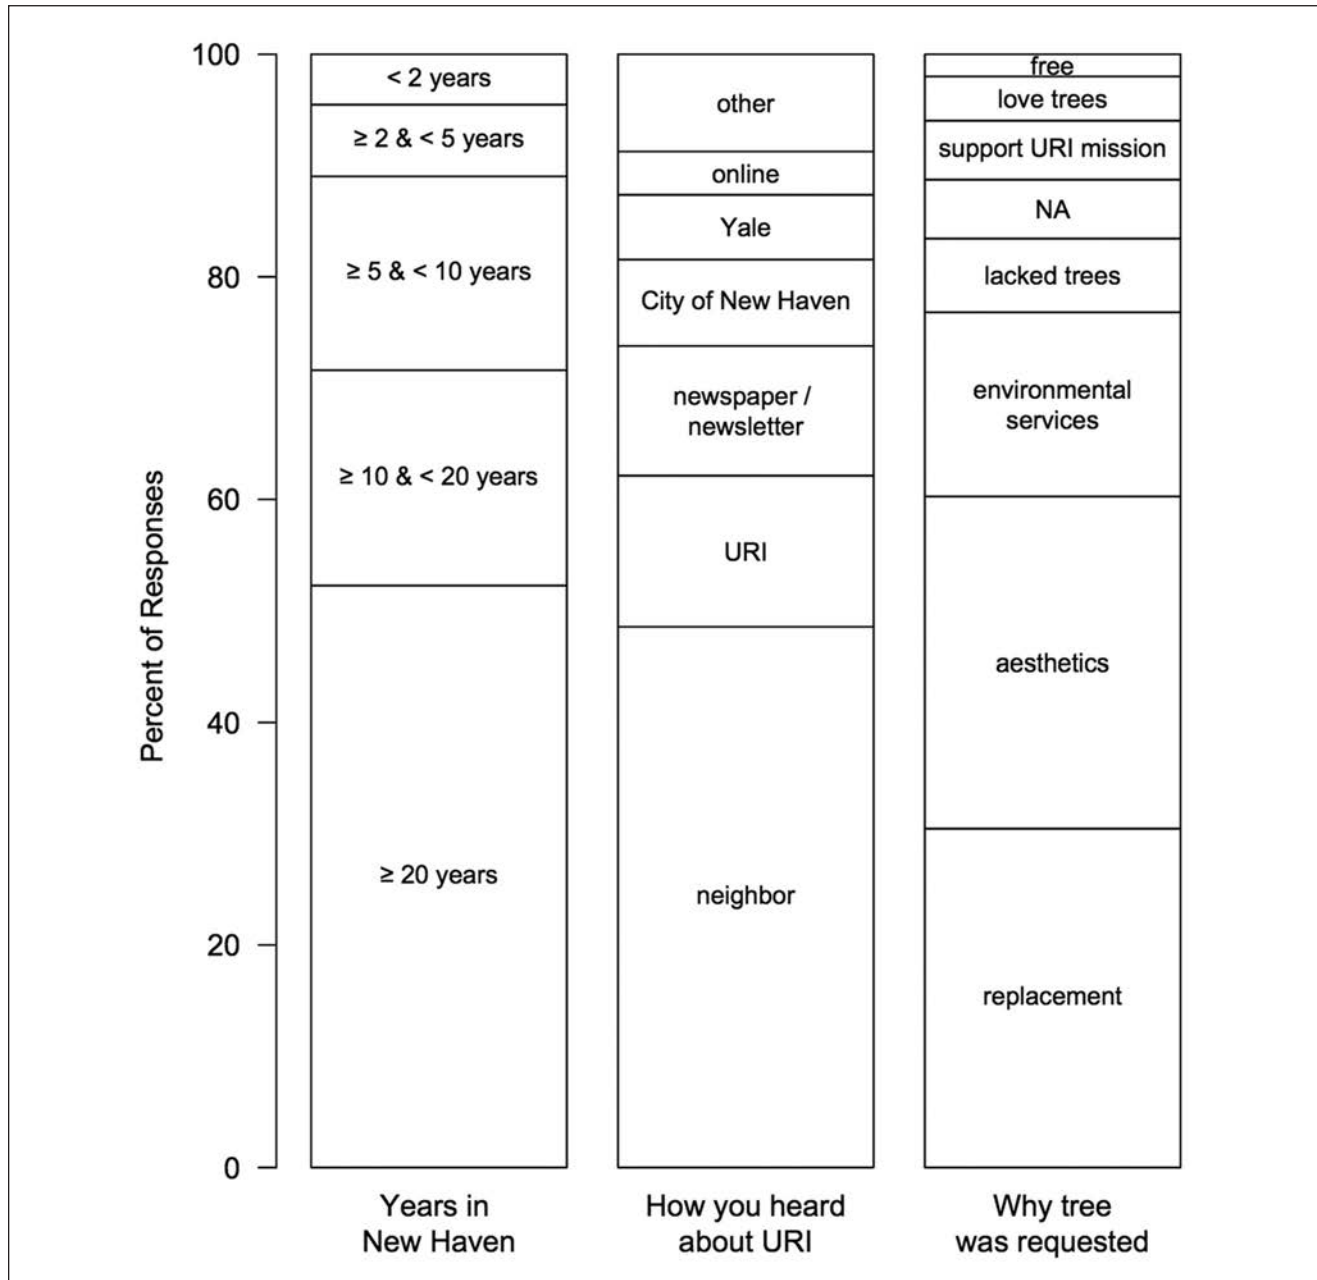 100
80
60
40
20
0
Percent of Responses
< 2 years
≥ 2 & < 5 years
≥ 5 & < 10 years
≥ 10 & < 20 years
≥ 20 years
Years in
New Haven
other
online
Yale
City of New Haven
newspaper /
newsletter
URI
neighbor
How you heard
about URI
free
love trees
support URI mission
NA
lacked trees
environmental
services
aesthetics
replacement
Why tree
was requested